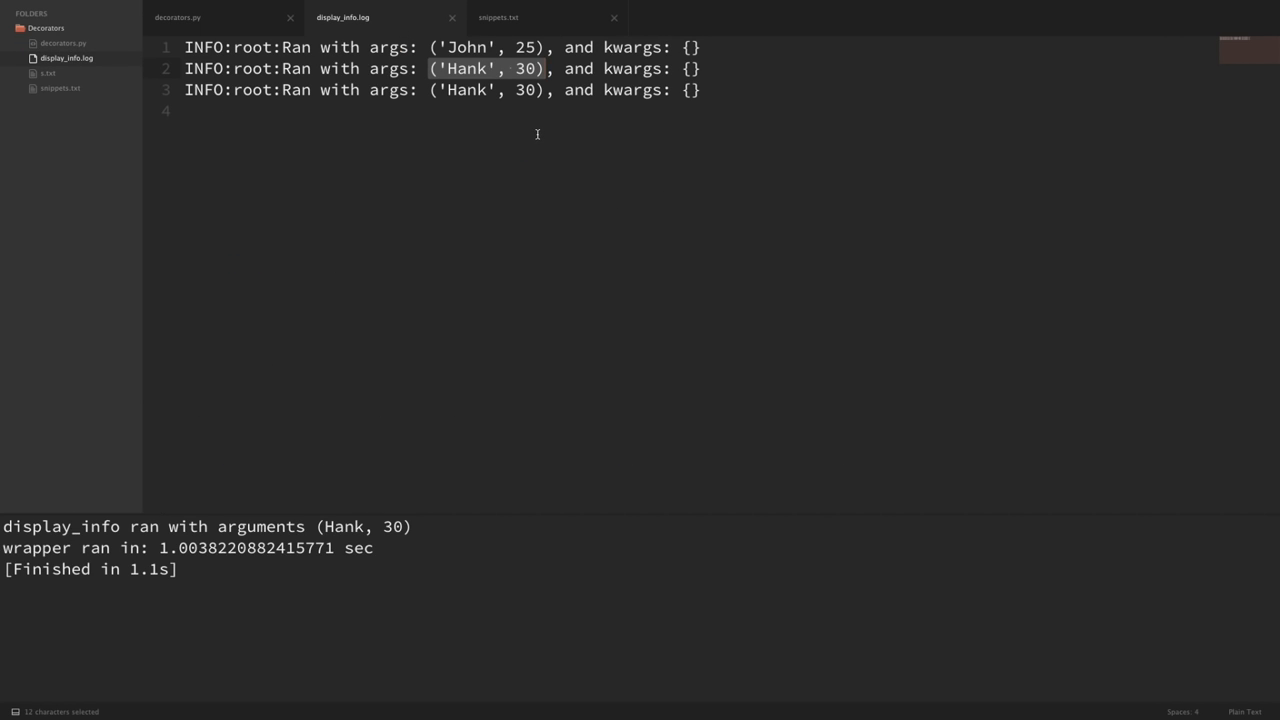 FOLDERS
Decorators
decorators.py
display_info.log
s.txt
snippets.txt
decorators.py
display_info.log
snippets.txt
1 INFO:root:Ran with args: ('John', 25), and kwargs: {}
2 INFO:root:Ran with args: ('Hank', 30), and kwargs: {}
3 INFO:root:Ran with args: ('Hank', 30), and kwargs: {}
4
display_info ran with arguments (Hank, 30)
wrapper ran in: 1.0038220882415771 sec
[Finished in 1.1s]
12 characters selected
Spaces: 4
Plain Text